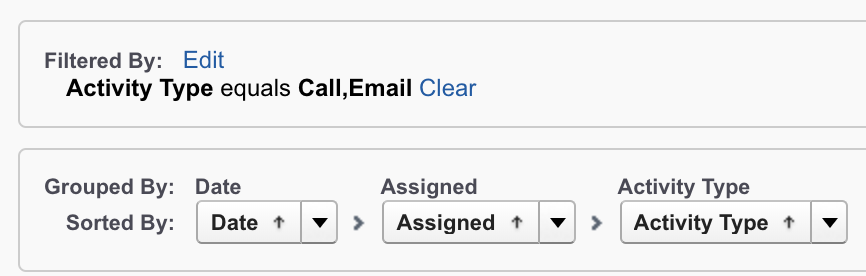 Filtered By: Edit
Activity Type equals Call,Email Clear
Grouped By: Date Assigned Activity Type
Sorted By: Date ↑ ▼ > Assigned ↑ ▼ > Activity Type ↑ ▼